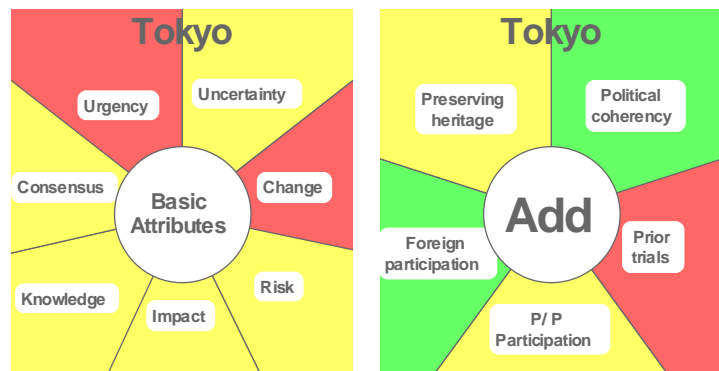 Tokyo
Urgency
Uncertainty
Consensus
Change
Basic
Attributes
Knowledge
Impact
Risk
Tokyo
Preserving
heritage
Political
coherency
Add
Foreign
participation
Prior
trials
P/ P
Participation